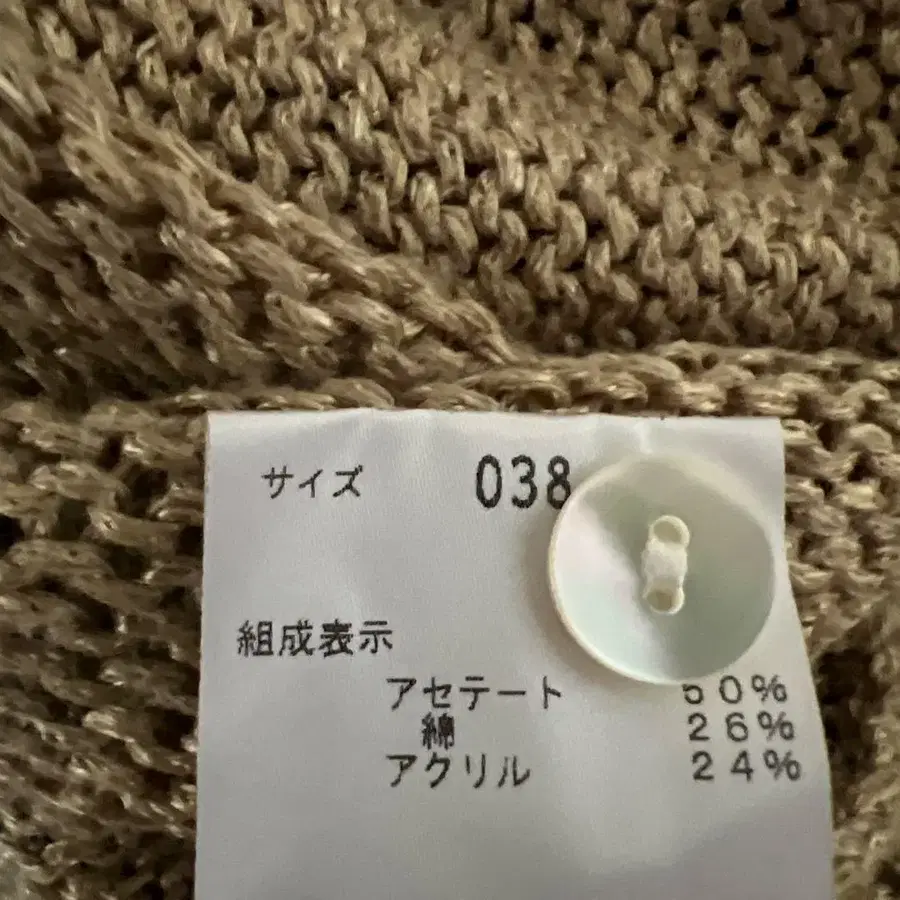 サイズ 038
組成表示
アセテート 50%
綿 26%
アクリル 24%